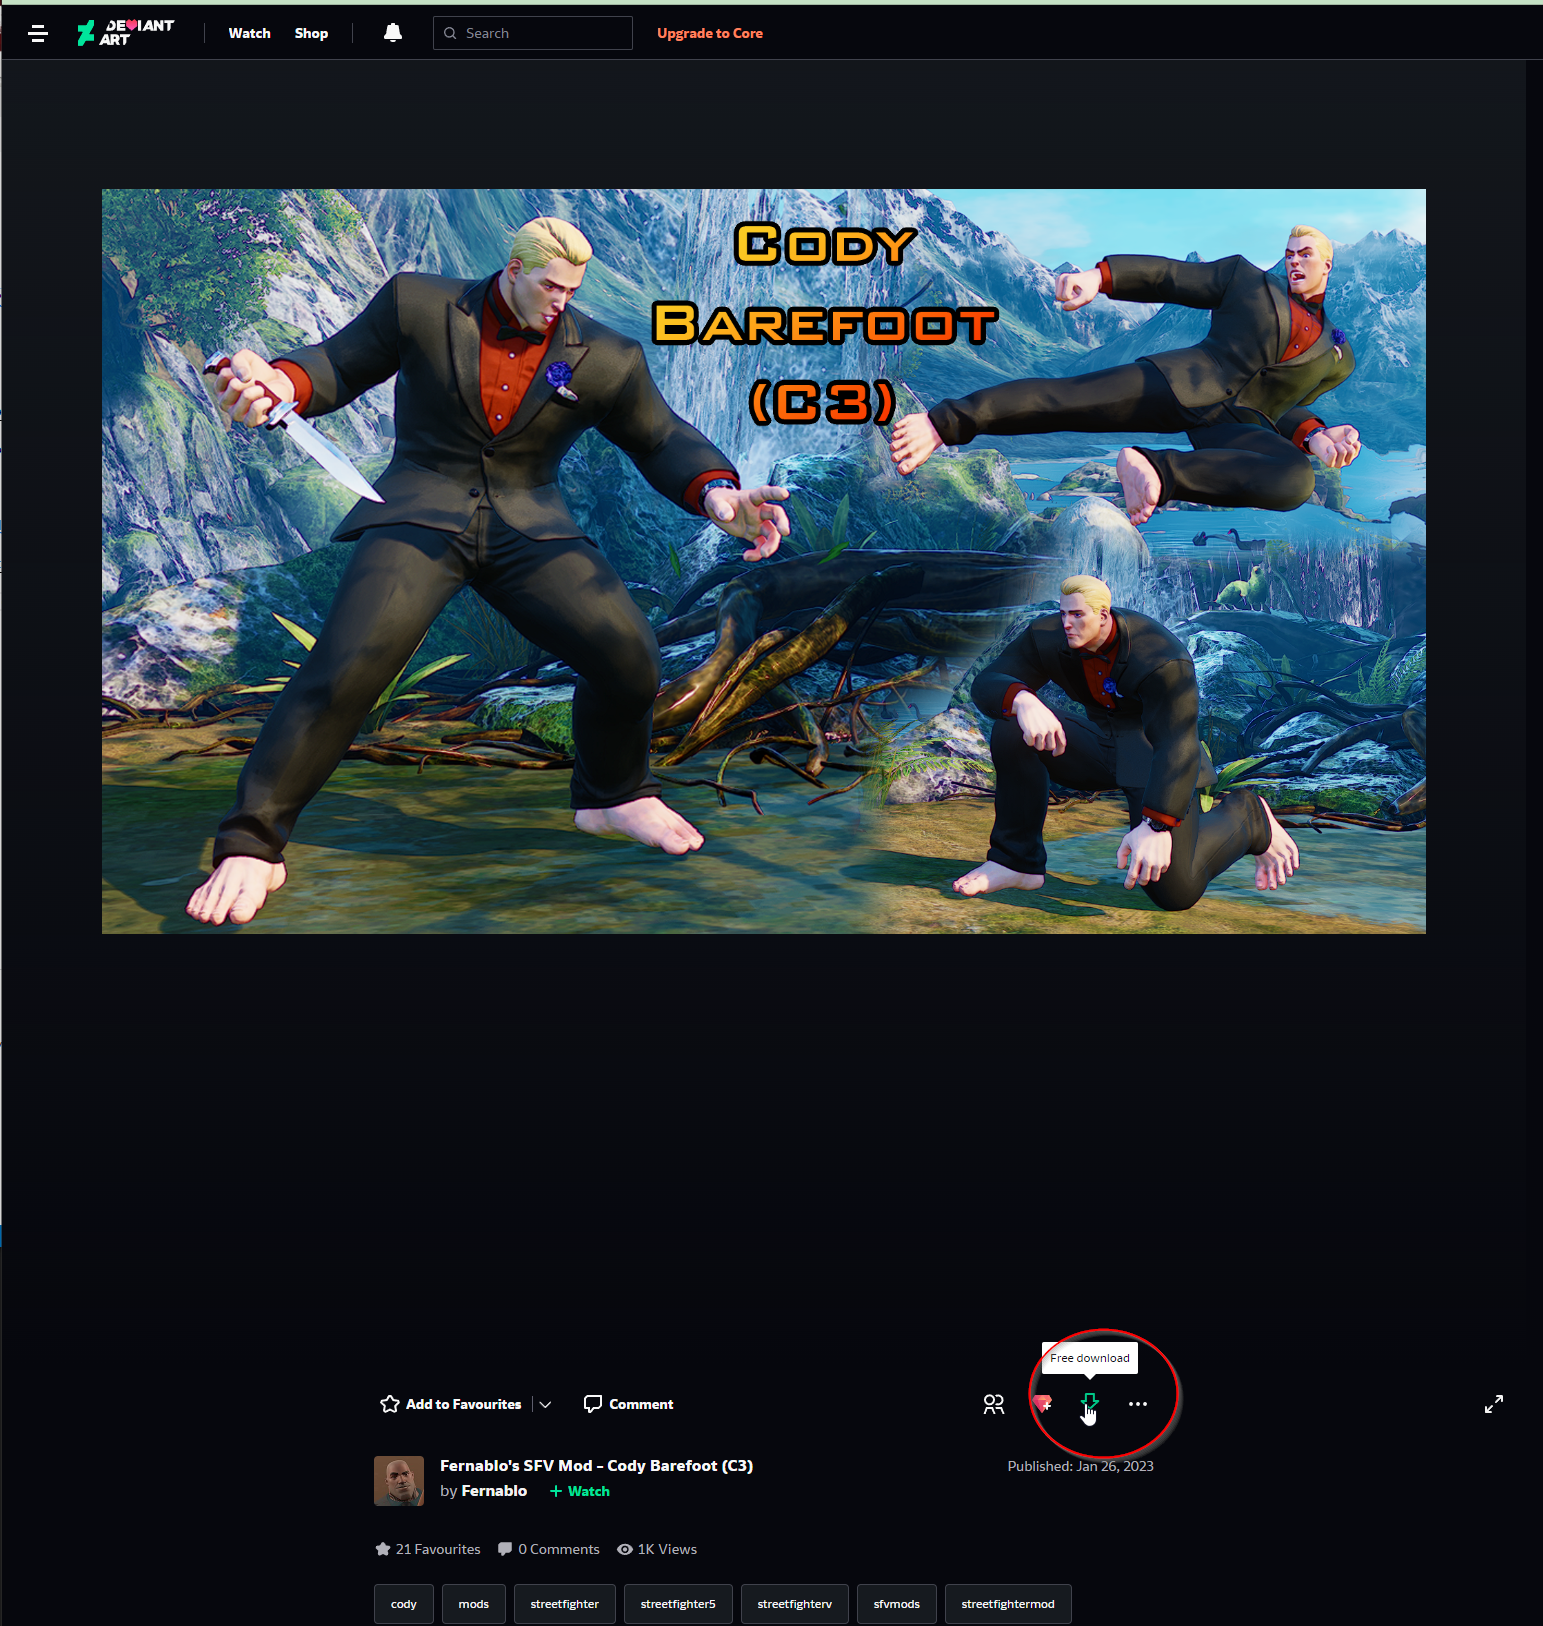 DEVIANT
ART
Watch
Shop
Search
Upgrade to Core
CODY
BAREFOOT
(C3)
Free download
Add to Favourites
Comment
Fernablo's SFV Mod - Cody Barefoot (C3)
Published: Jan 26, 2023
by Fernablo
+ Watch
21 Favourites
0 Comments
1K Views
cody
mods
streetfighter
streetfighter5
streetfighterv
sfvmods
streetfightermod